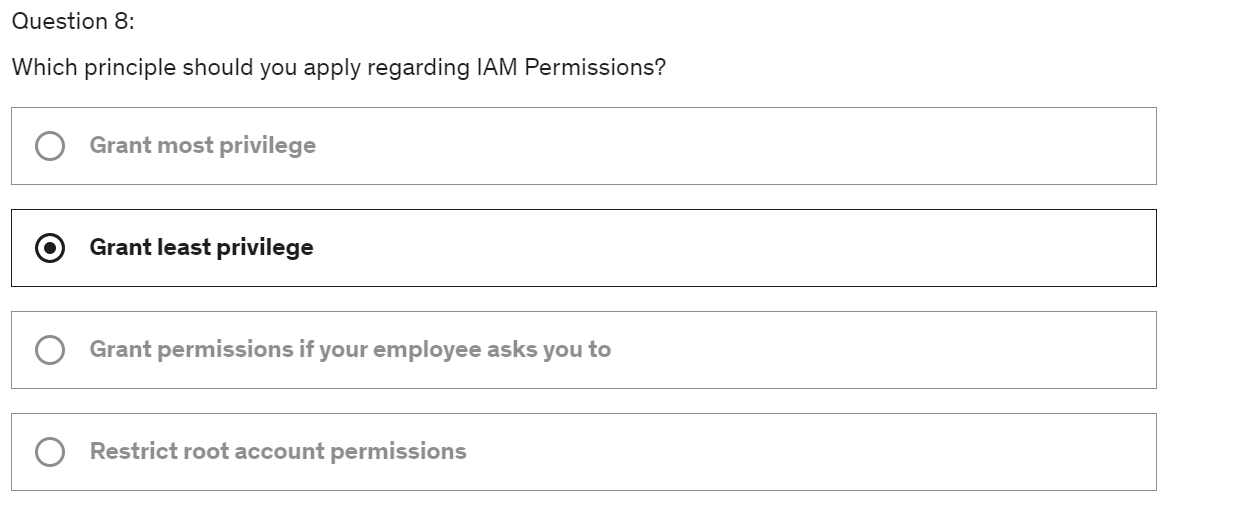 Question 8:
Which principle should you apply regarding IAM Permissions?
Grant most privilege
Grant least privilege
Grant permissions if your employee asks you to
Restrict root account permissions